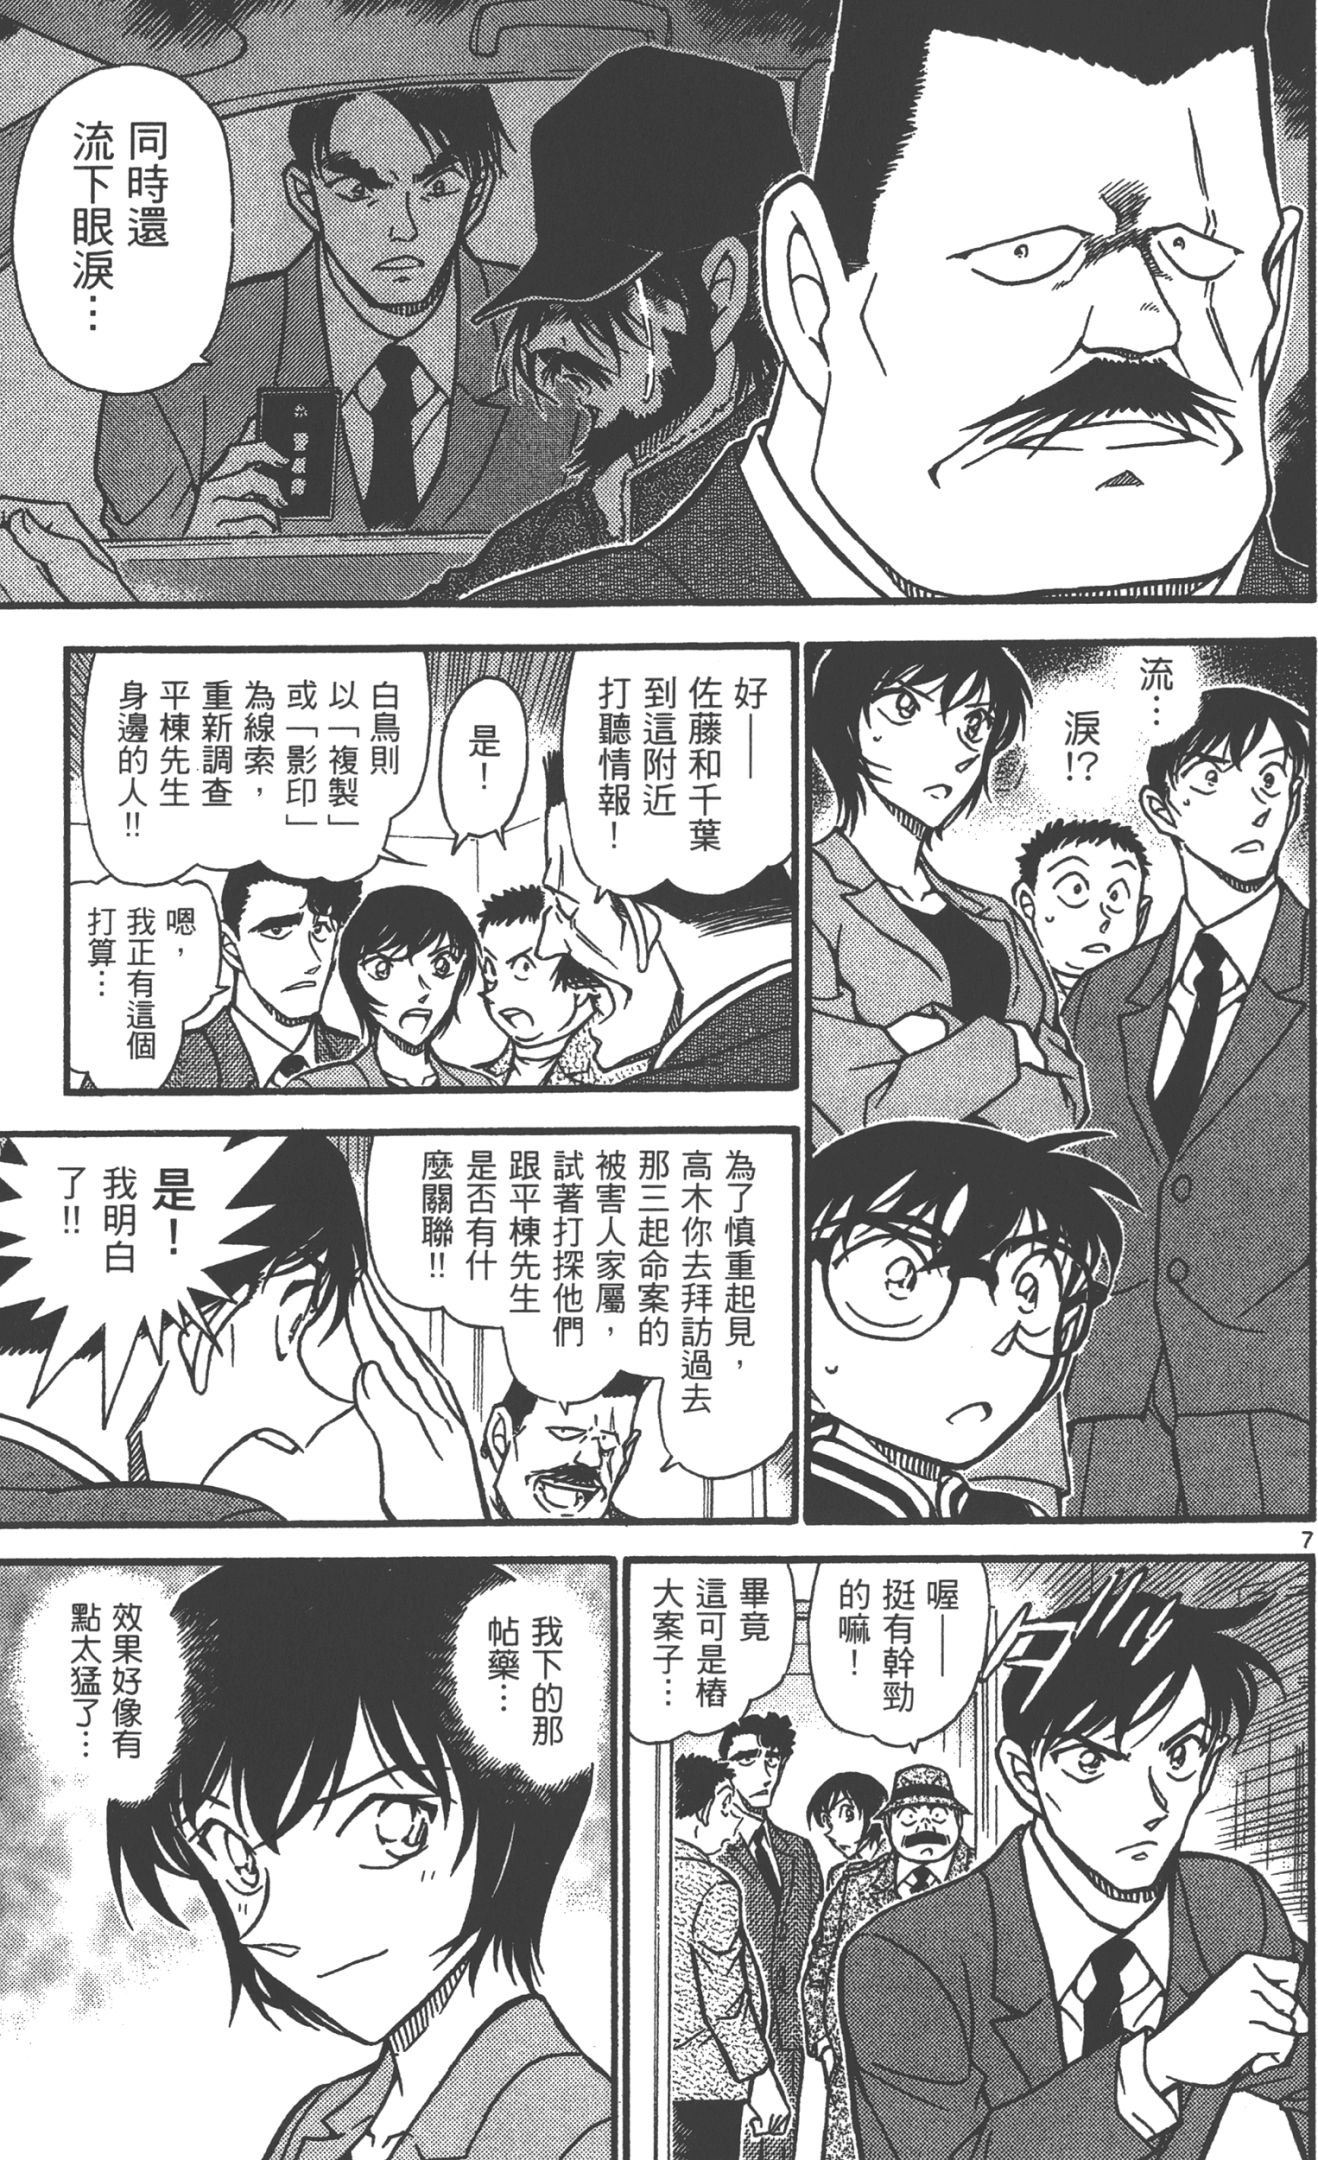 同時還
流下眼淚…
流…
淚!?
好——
佐藤和千葉
到這附近
打聽情報！
是！
白鳥則
以「複製」
或「影印」
為線索，
重新調查
平棟先生
身邊的人!!
嗯，
我正有這個
打算…
為了慎重起見，
高木你去拜訪過去
那三起命案的
被害人家屬，
試著打探他們
跟平棟先生
是否有什
麼關聯!!
是！
我明白
了!!
7
喔——
挺有幹勁
的嘛！
畢竟
這可是樁
大案子…
我下的那
帖藥…
效果好像有
點太猛了…